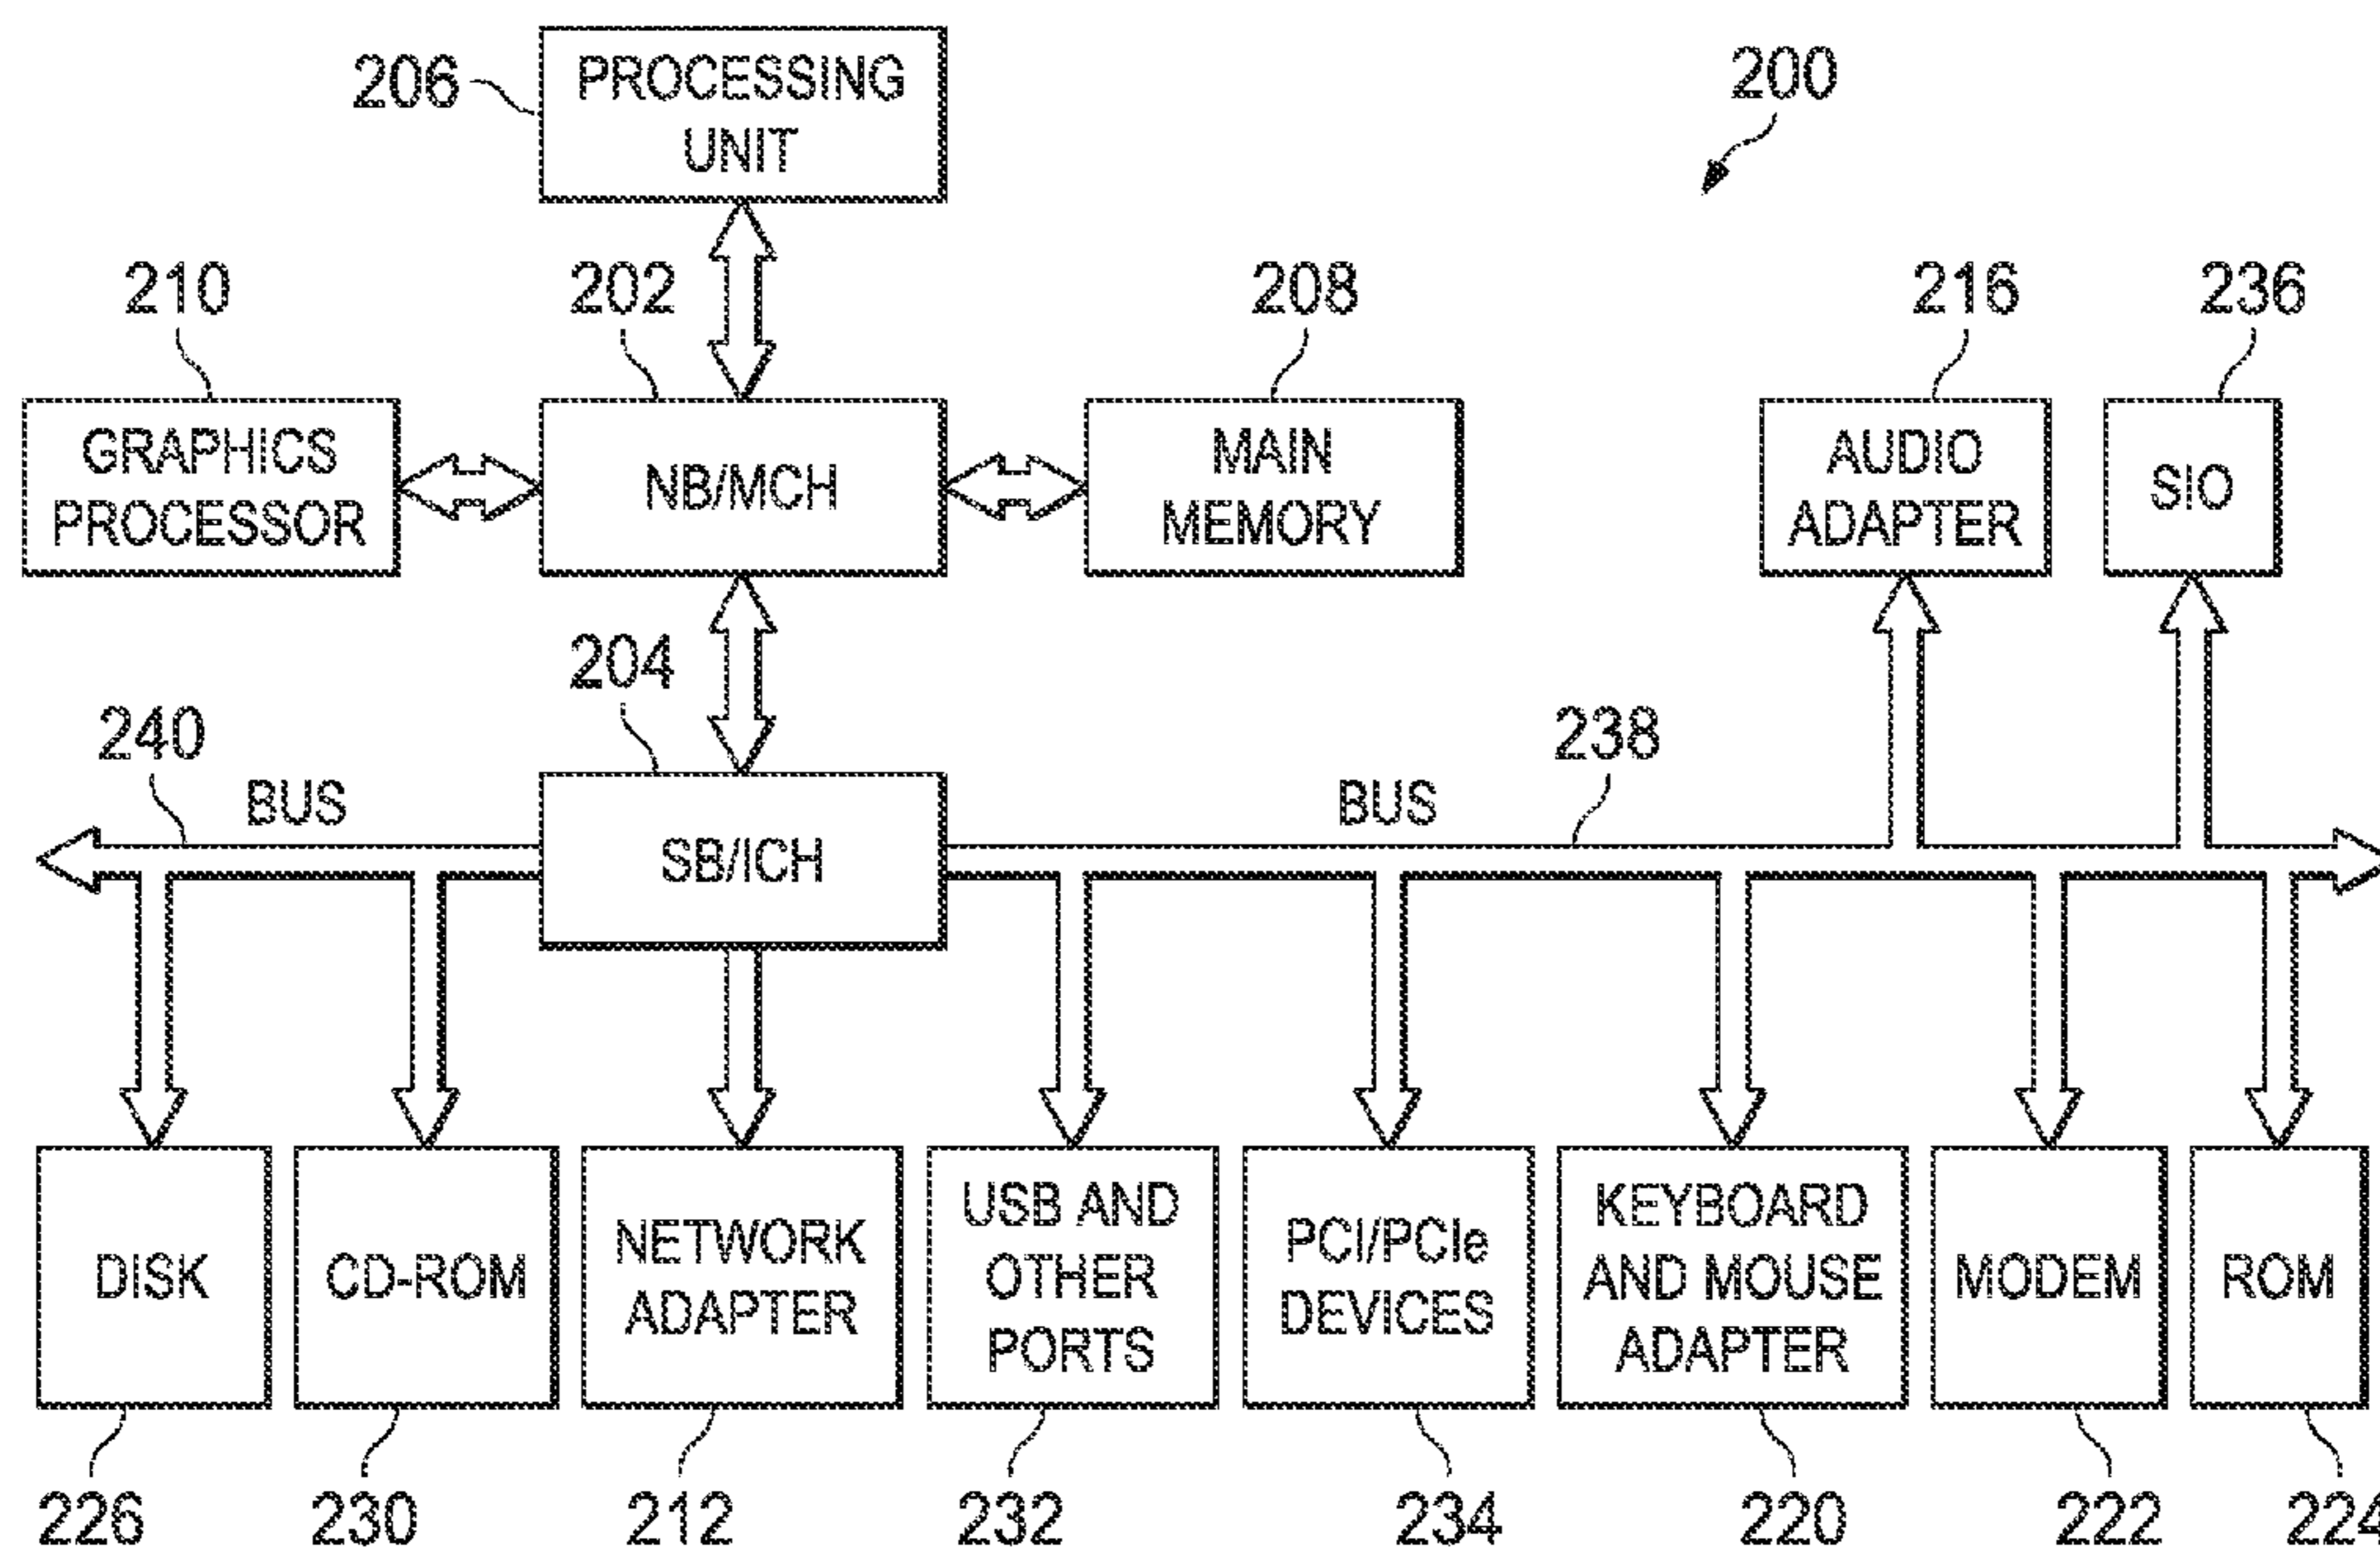 206
PROCESSING
UNIT
200
210
202
208
216
236
GRAPHICS
PROCESSOR
NB/MCH
MAIN
MEMORY
AUDIO
ADAPTER
SIO
204
240
BUS
SB/ICH
BUS
238
DISK
CD-ROM
NETWORK
ADAPTER
USB AND
OTHER
PORTS
PCI/PCIe
DEVICES
KEYBOARD
AND MOUSE
ADAPTER
MODEM
ROM
226
230
212
232
234
220
222
224